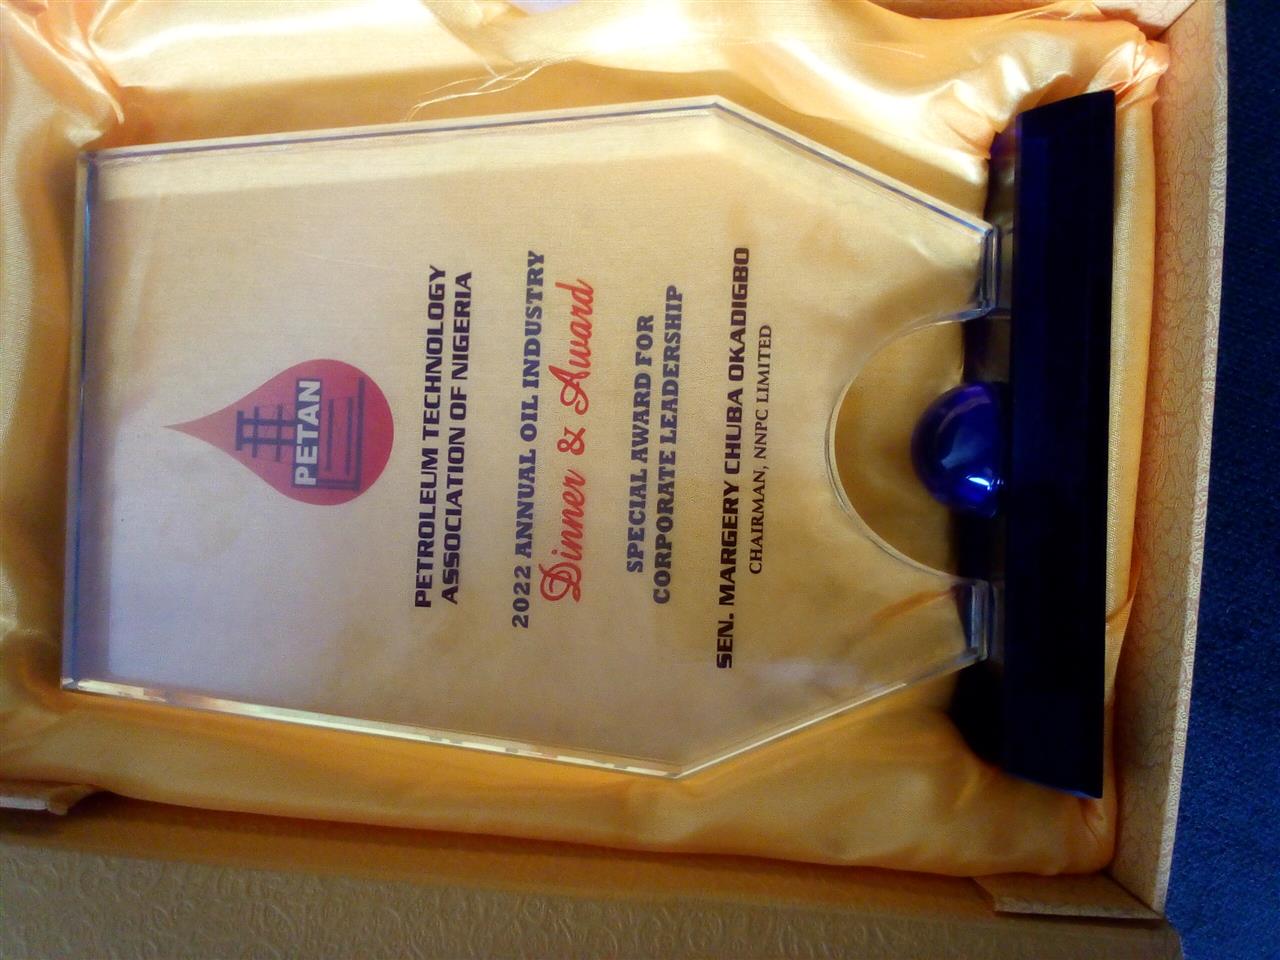 PETAN
PETROLEUM TECHNOLOGY
ASSOCIATION OF NIGERIA
2022 ANNUAL OIL INDUSTRY
Dinner & Award
SPECIAL AWARD FOR
CORPORATE LEADERSHIP
SEN. MARGERY CHUBA OKADIGBO
CHAIRMAN, NNPC LIMITED